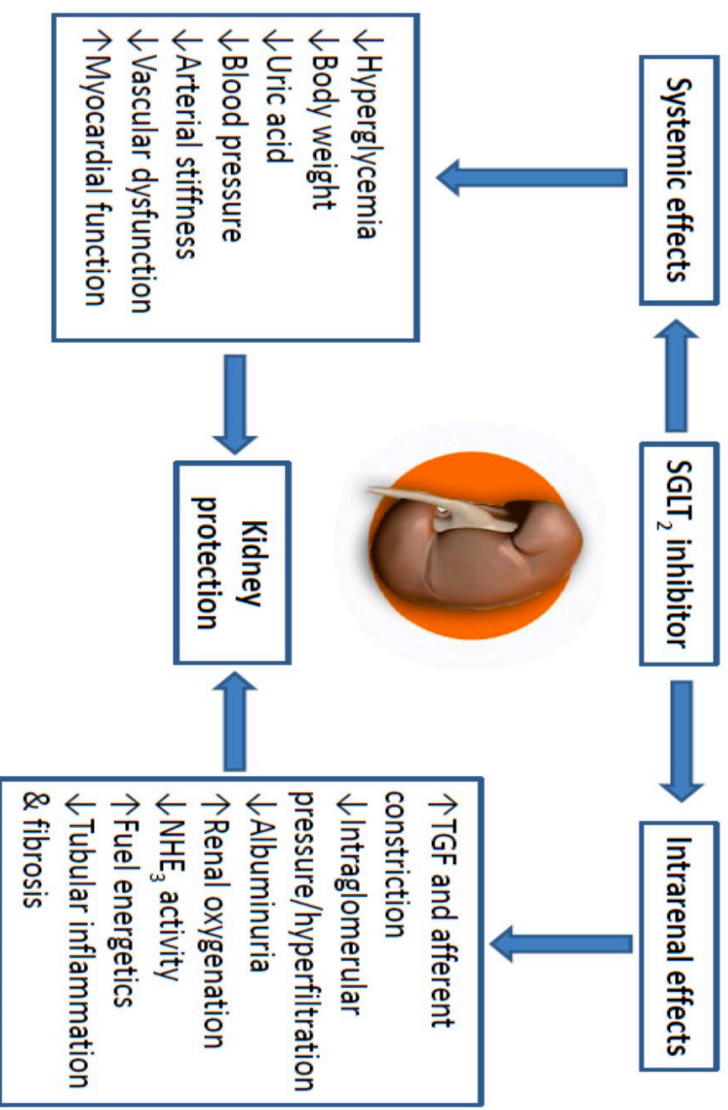 SGLT₂ inhibitor
Systemic effects
Intrarenal effects
↓Hyperglycemia
↓Body weight
↓Uric acid
↓Blood pressure
↓Arterial stiffness
↓Vascular dysfunction
↑Myocardial function
↑TGF and afferent
constriction
↓Intraglomerular
pressure/hyperfiltration
↓Albuminuria
↑Renal oxygenation
↓NHE₃ activity
↑Fuel energetics
↓Tubular inflammation
& fibrosis
Kidney
protection